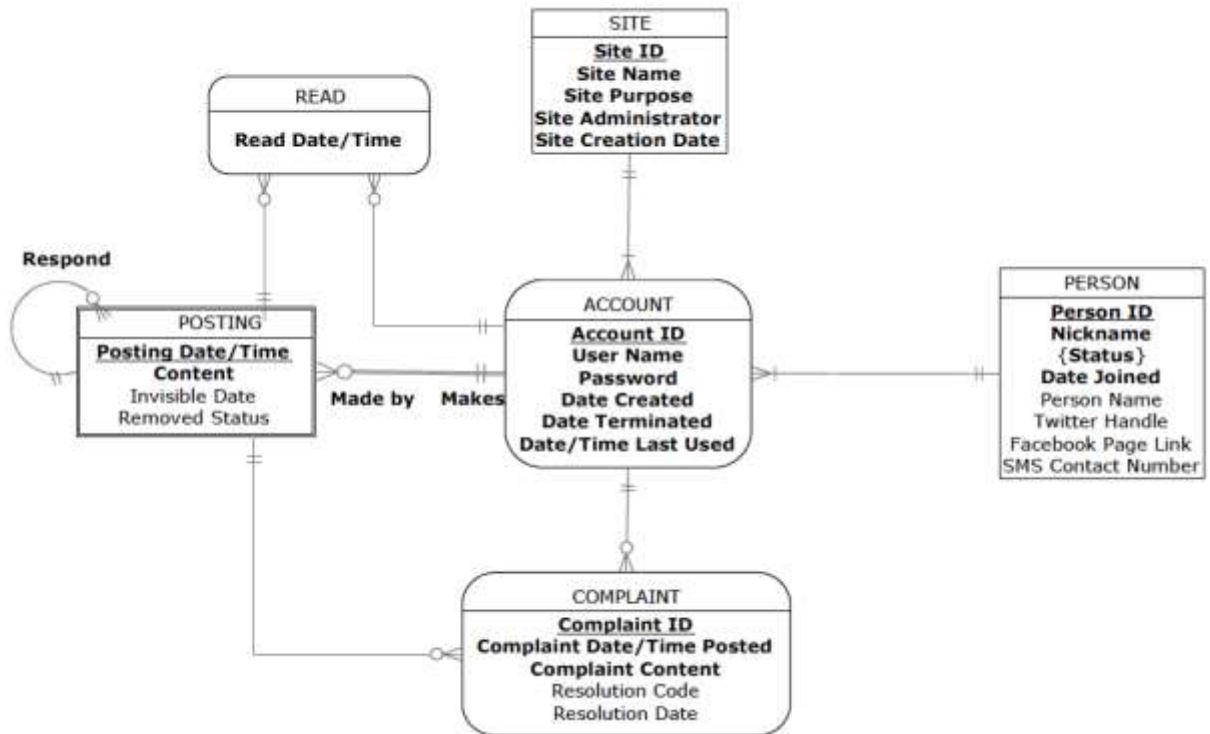 SITE
Site ID
Site Name
Site Purpose
Site Administrator
Site Creation Date
READ
Read Date/Time
Respond
POSTING
Posting Date/Time
Content
Invisible Date
Removed Status
Made by
Makes
ACCOUNT
Account ID
User Name
Password
Date Created
Date Terminated
Date/Time Last Used
PERSON
Person ID
Nickname
{Status}
Date Joined
Person Name
Twitter Handle
Facebook Page Link
SMS Contact Number
COMPLAINT
Complaint ID
Complaint Date/Time Posted
Complaint Content
Resolution Code
Resolution Date